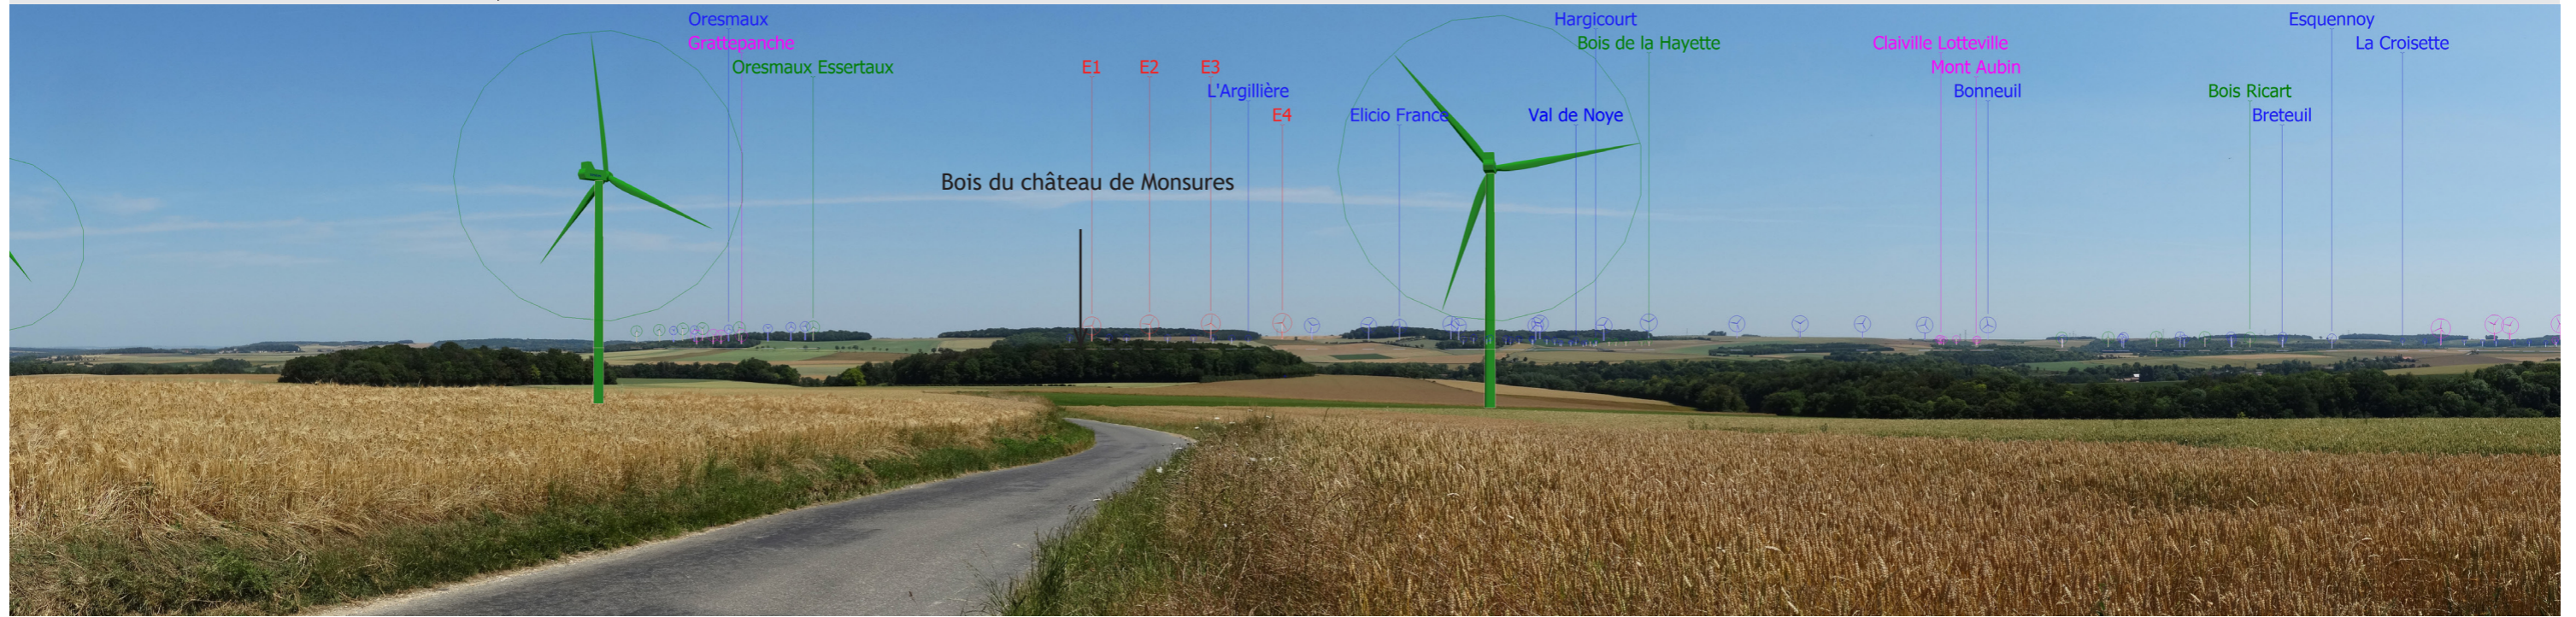 Oresmaux
Grattepanche
Oresmaux Essertaux
E1
E2
E3
L'Argillière
E4
Elicio France
Hargicourt
Bois de la Hayette
Val de Noye
Claiville Lotteville
Mont Aubin
Bonneuil
Esquennoy
La Croisette
Bois Ricart
Breteuil
Bois du château de Monsures